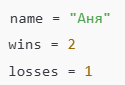 name = "Аня"
wins = 2
losses = 1